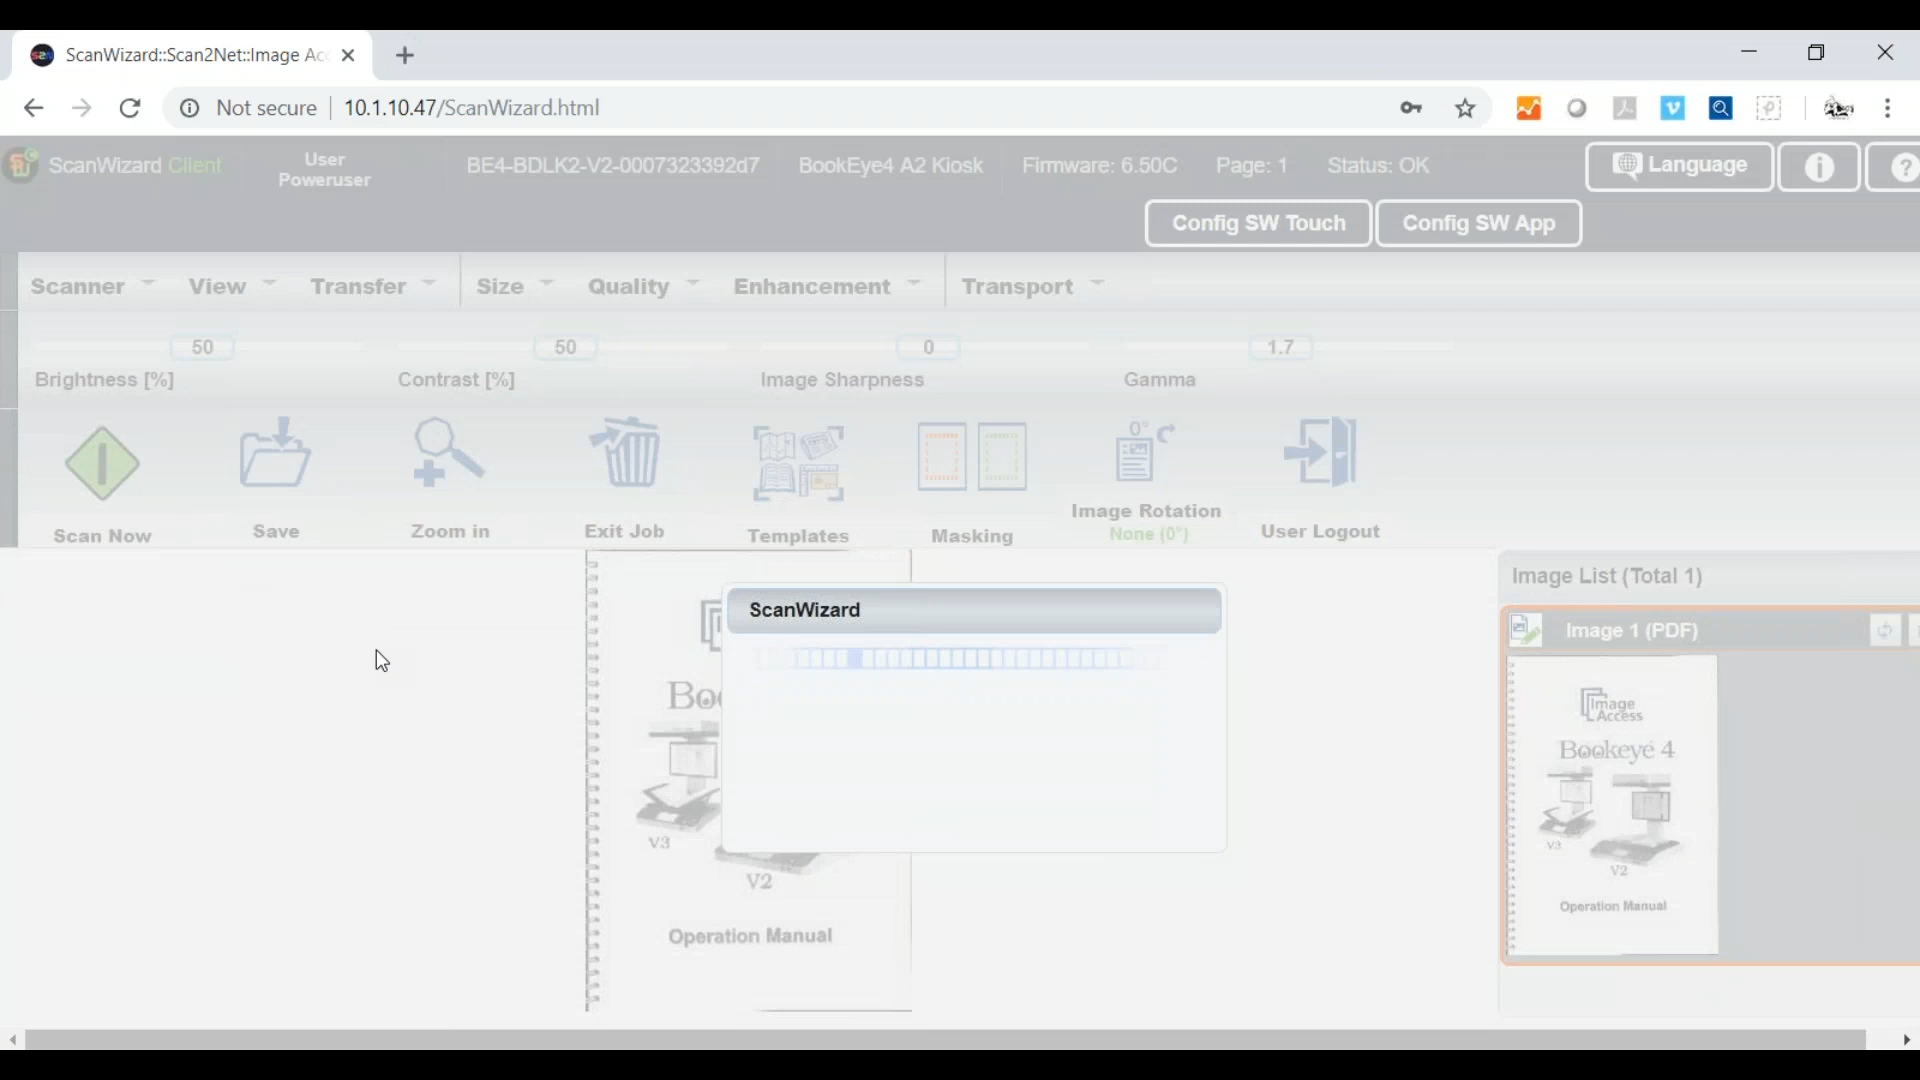 ScanWizard::Scan2Net::Image Acc
Not secure
10.1.10.47/ScanWizard.html
ScanWizard Client
User
Poweruser
BE4-BDLK2-V2-0007323392d7
BookEye4 A2 Kiosk
Firmware: 6.50C
Page: 1
Status: OK
Language
Config SW Touch
Config SW App
Scanner
View
Transfer
Size
Quality
Enhancement
Transport
50
50
0
1.7
Brightness [%]
Contrast [%]
Image Sharpness
Gamma
0°
Scan Now
Save
Zoom in
Exit Job
Templates
Masking
Image Rotation
None (0°)
User Logout
ScanWizard
Boo
V3
V2
Operation Manual
Image List (Total 1)
Image 1 (PDF)
Image
Access
Bookeye 4
V3
V2
Operation Manual